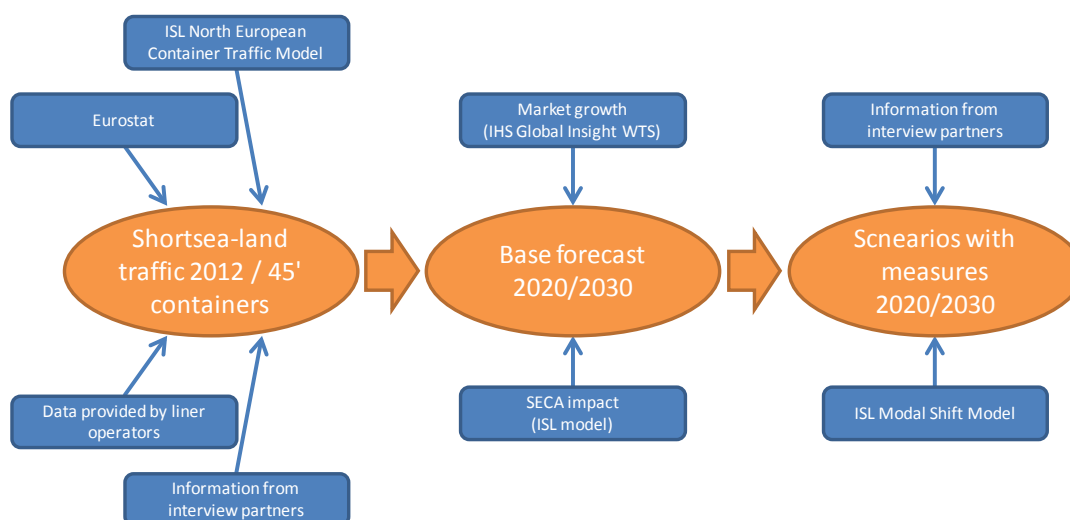 ISL North European
Container Traffic Model
Eurostat
Shortsea-land
traffic 2012 / 45'
containers
Data provided by liner
operators
Information from
interview partners
Market growth
(IHS Global Insight WTS)
Base forecast
2020/2030
SECA impact
(ISL model)
Information from
interview partners
Scnearios with
measures
2020/2030
ISL Modal Shift Model